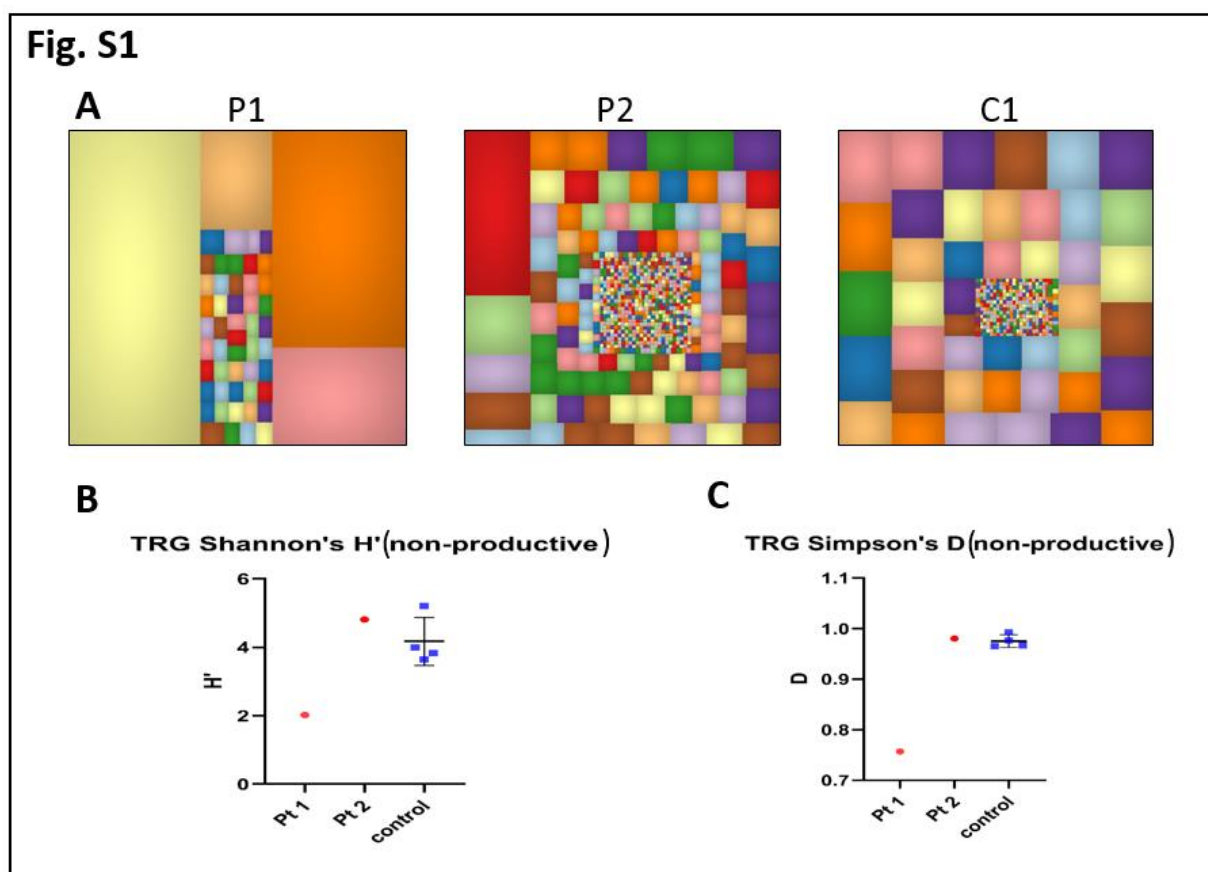 Fig. S1
A
P1
P2
C1
B
TRG Shannon's H'(non-productive)
6
4
2
0
H'
Pt 1
Pt 2
control
C
TRG Simpson's D(non-productive)
1.1
1.0
0.9
0.8
0.7
D
Pt 1
Pt 2
control